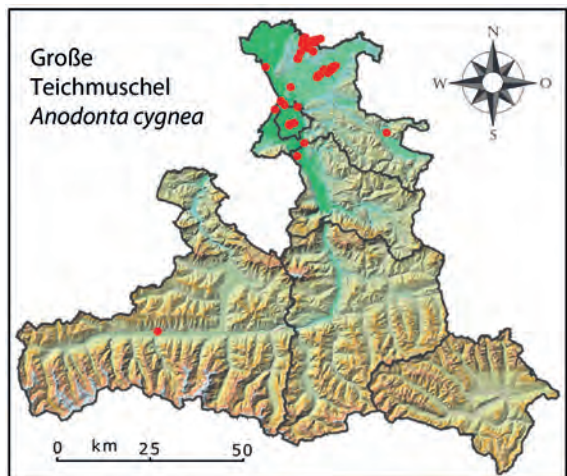 Große
Teichmuschel
Anodonta cygnea
N
W
O
S
0 km 25 50